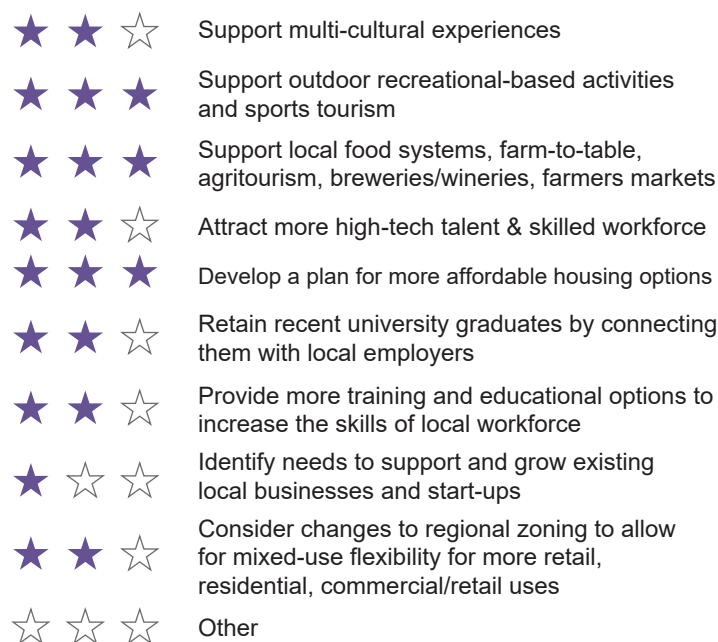 Support multi-cultural experiences
Support outdoor recreational-based activities
and sports tourism
Support local food systems, farm-to-table,
agritourism, breweries/wineries, farmers markets
Attract more high-tech talent & skilled workforce
Develop a plan for more affordable housing options
Retain recent university graduates by connecting
them with local employers
Provide more training and educational options to
increase the skills of local workforce
Identify needs to support and grow existing
local businesses and start-ups
Consider changes to regional zoning to allow
for mixed-use flexibility for more retail,
residential, commercial/retail uses
Other